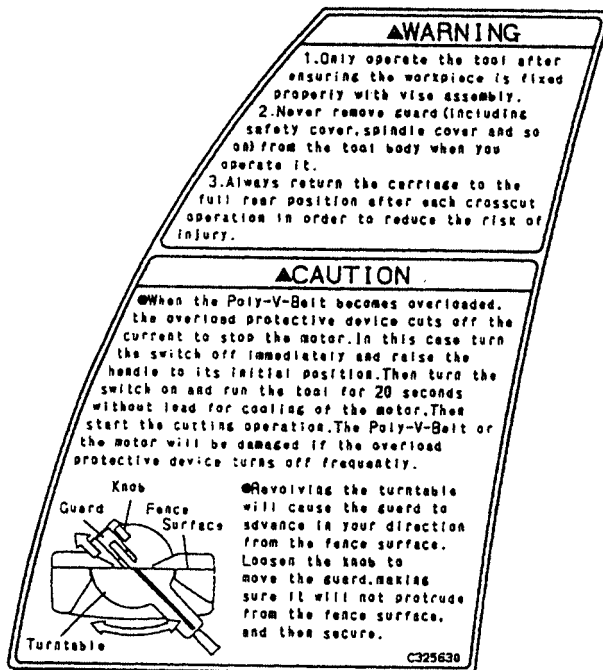 ▲WARNING
1.Only operate the tool after
ensuring the workpiece is fixed
properly with vise assembly.
2.Never remove guard(including
safety cover,spindle cover and so
on)from the tool body when you
operate it.
3.Always return the carriage to the
full rear position after each crosscut
operation in order to reduce the risk of
injury.
▲CAUTION
●When the Poly-V-Belt becomes overloaded,
the overload protective device cuts off the
current to stop the motor.In this case turn
the switch off immediately and raise the
handle to its initial position.Then turn the
switch on and run the tool for 20 seconds
without load for cooling of the motor.Then
start the cutting operation.The Poly-V-Belt or
the motor will be damaged if the overload
protective device turns off frequently.
Knob
Guard Fence
Surface
Turntable
●Revolving the turntable
will cause the guard to
advance in your direction
from the fence surface.
Loosen the knob to
move the guard,making
sure it will not protrude
from the fence surface,
and then secure.
C325630